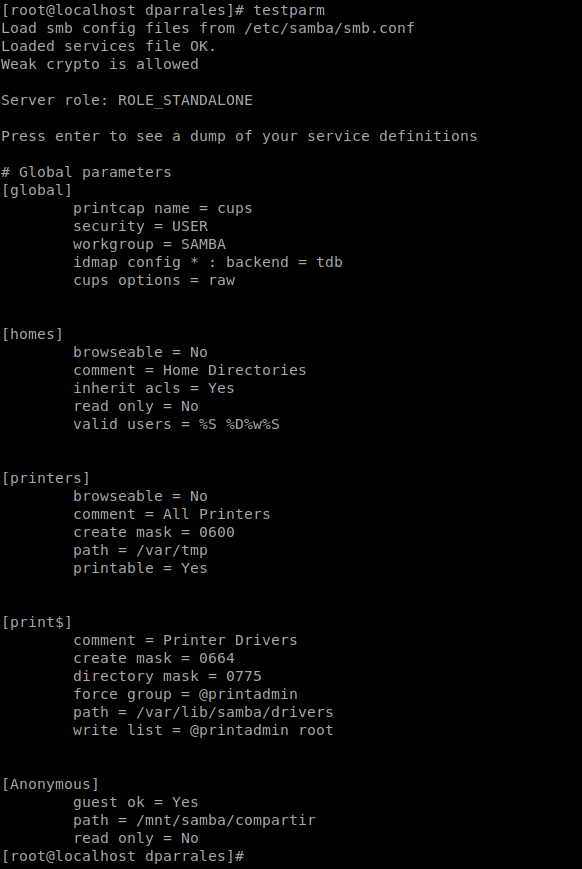 [root@localhost dparrales]# testparm
Load smb config files from /etc/samba/smb.conf
Loaded services file OK.
Weak crypto is allowed
Server role: ROLE_STANDALONE
Press enter to see a dump of your service definitions
# Global parameters
[global]
printcap name = cups
security = USER
workgroup = SAMBA
idmap config * : backend = tdb
cups options = raw
[homes]
browseable = No
comment = Home Directories
inherit acls = Yes
read only = No
valid users = %S %D%w%S
[printers]
browseable = No
comment = All Printers
create mask = 0600
path = /var/tmp
printable = Yes
[print$]
comment = Printer Drivers
create mask = 0664
directory mask = 0775
force group = @printadmin
path = /var/lib/samba/drivers
write list = @printadmin root
[Anonymous]
guest ok = Yes
path = /mnt/samba/compartir
read only = No
[root@localhost dparrales]#